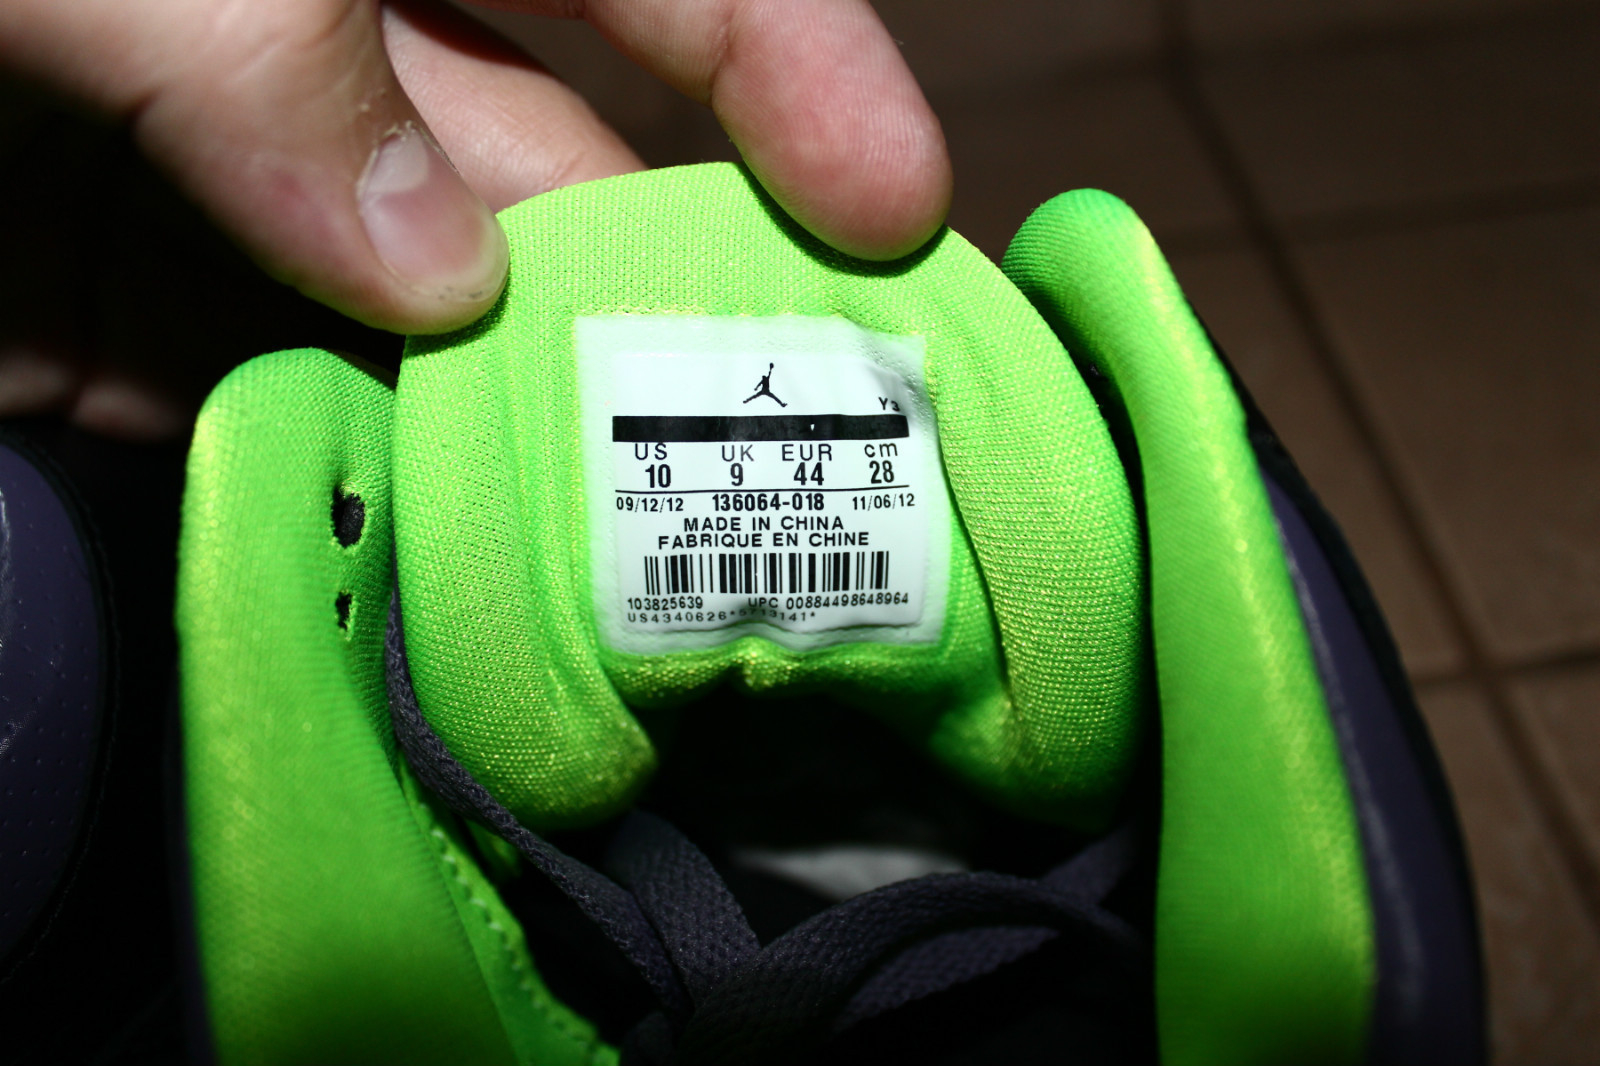 Y3
US UK EUR cm
10 9 44 28
09/12/12 136064-018 11/06/12
MADE IN CHINA
FABRIQUE EN CHINE
103825639 UPC 00884498648964
US4340626*5713141*